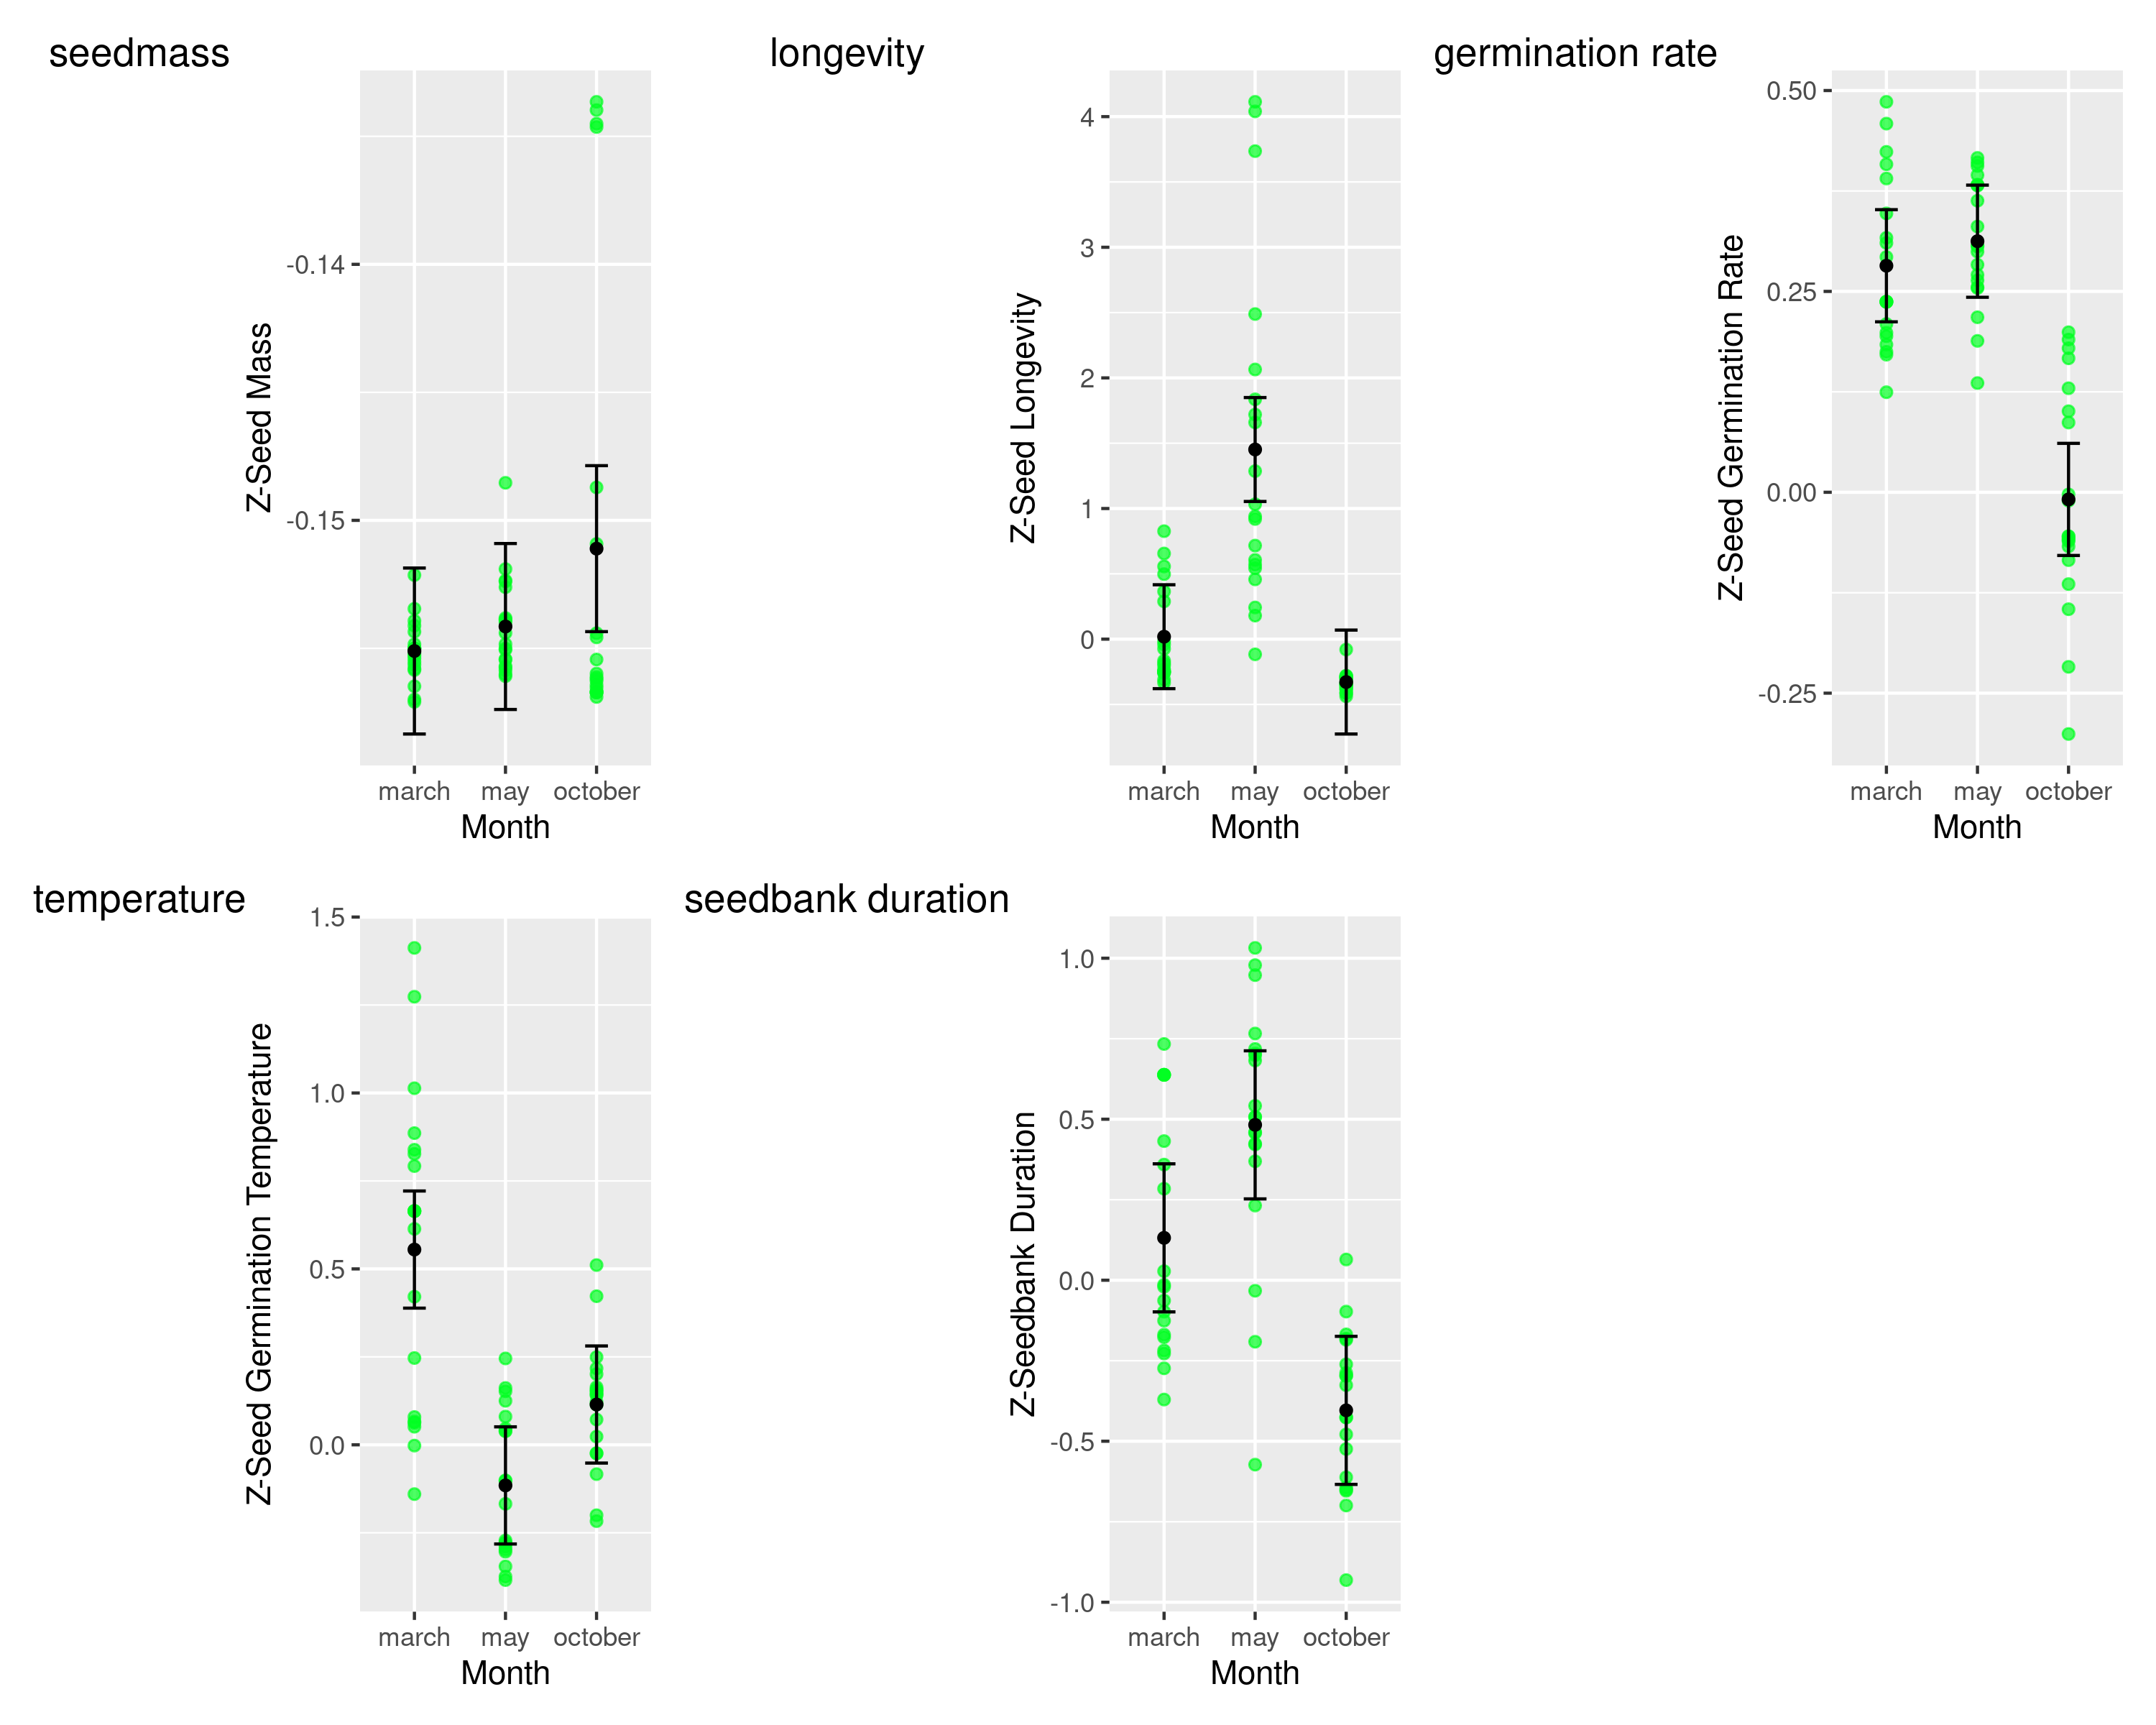 seedmass
Z-Seed Mass
-0.14
-0.15
march may october
Month
longevity
Z-Seed Longevity
4
3
2
1
0
march may october
Month
germination rate
Z-Seed Germination Rate
0.50
0.25
0.00
-0.25
march may october
Month
temperature
Z-Seed Germination Temperature
1.5
1.0
0.5
0.0
march may october
Month
seedbank duration
Z-Seedbank Duration
1.0
0.5
0.0
-0.5
-1.0
march may october
Month